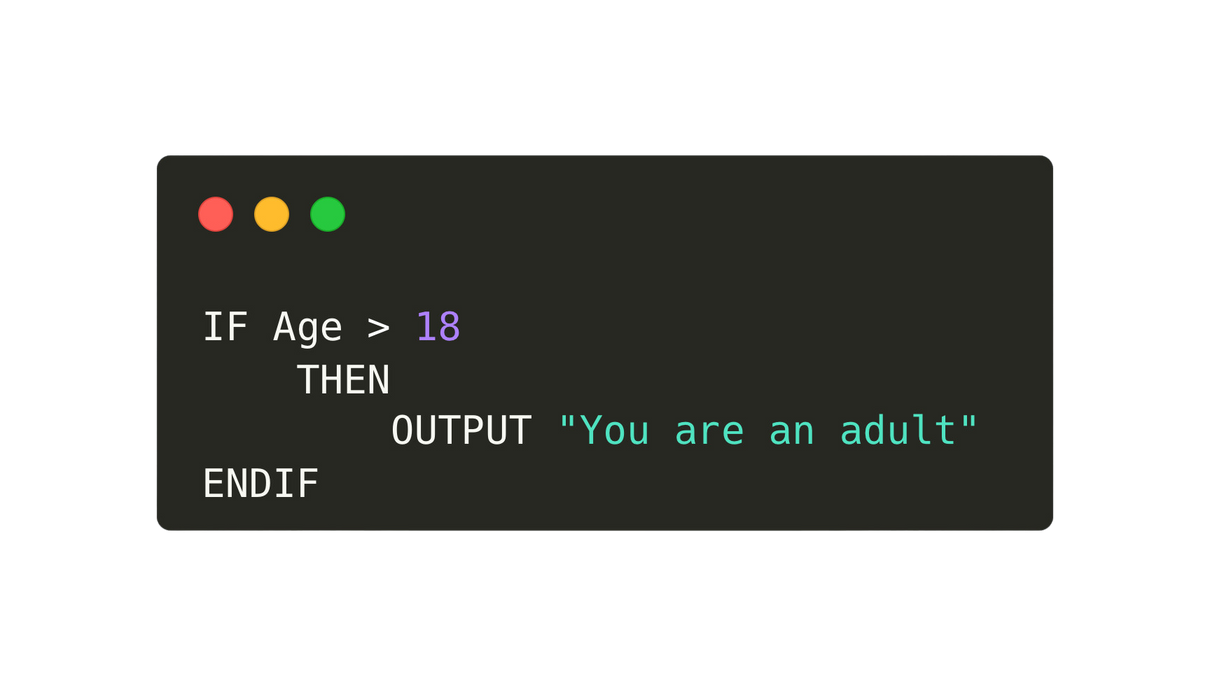 IF Age > 18
THEN
OUTPUT "You are an adult"
ENDIF